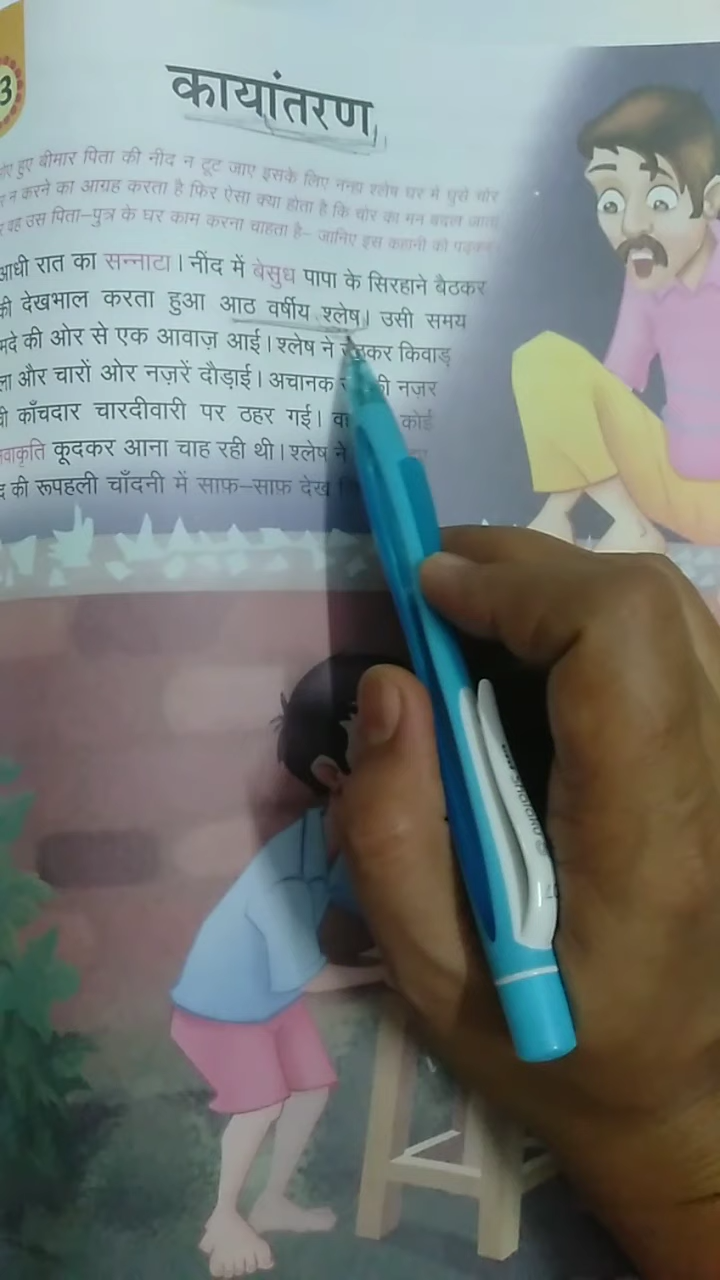 3
कायांतरण
हुए बीमार पिता की नींद न टूट जाए इसके लिए नन्हा श्लेष घर में घुसे चोर
न करने का आग्रह करता है फिर ऐसा क्या होता है कि चोर का मन बदल जाता
वह उस पिता-पुत्र के घर काम करना चाहता है- जानिए इस कहानी को पढ़कर
आधी रात का सन्नाटा। नींद में बेसुध पापा के सिरहाने बैठकर
की देखभाल करता हुआ आठ वर्षीय श्लेष। उसी समय
की ओर से एक आवाज़ आई। श्लेष ने किवाड़
और चारों ओर नज़रें दौड़ाई। अचानक नज़र
काँचदार चारदीवारी पर ठहर गई। कोई
कूदकर आना चाह रही थी। श्लेष ने
की रूपहली चाँदनी में साफ़-साफ़ देख